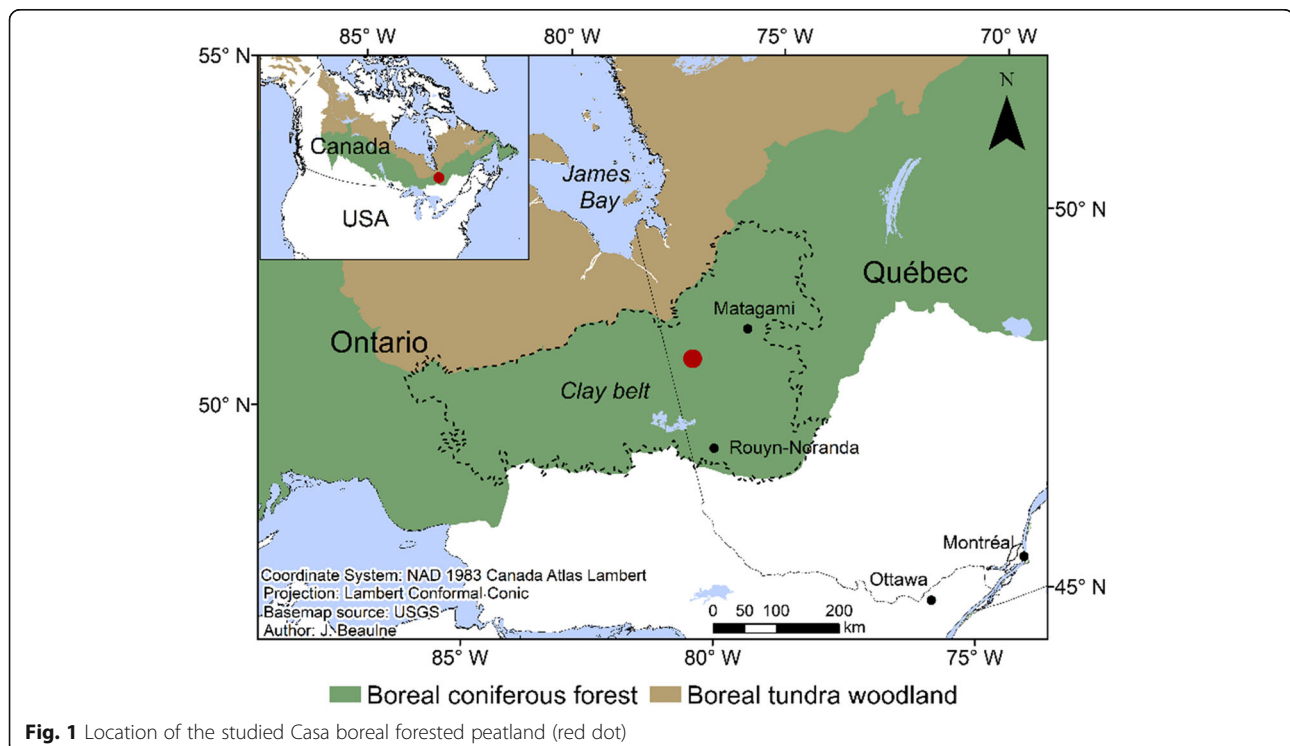 85° W 80° W 75° W 70° W
55° N
N
Canada
USA
James
Bay
50° N
Québec
Matagami
Ontario
Clay belt
50° N
Rouyn-Noranda
Montréal
Coordinate System: NAD 1983 Canada Atlas Lambert
Projection: Lambert Conformal Conic
Basemap source: USGS
Author: J. Beaulne
Ottawa
45° N
0 50 100 200
km
85° W 80° W 75° W
Boreal coniferous forest Boreal tundra woodland
Fig. 1 Location of the studied Casa boreal forested peatland (red dot)